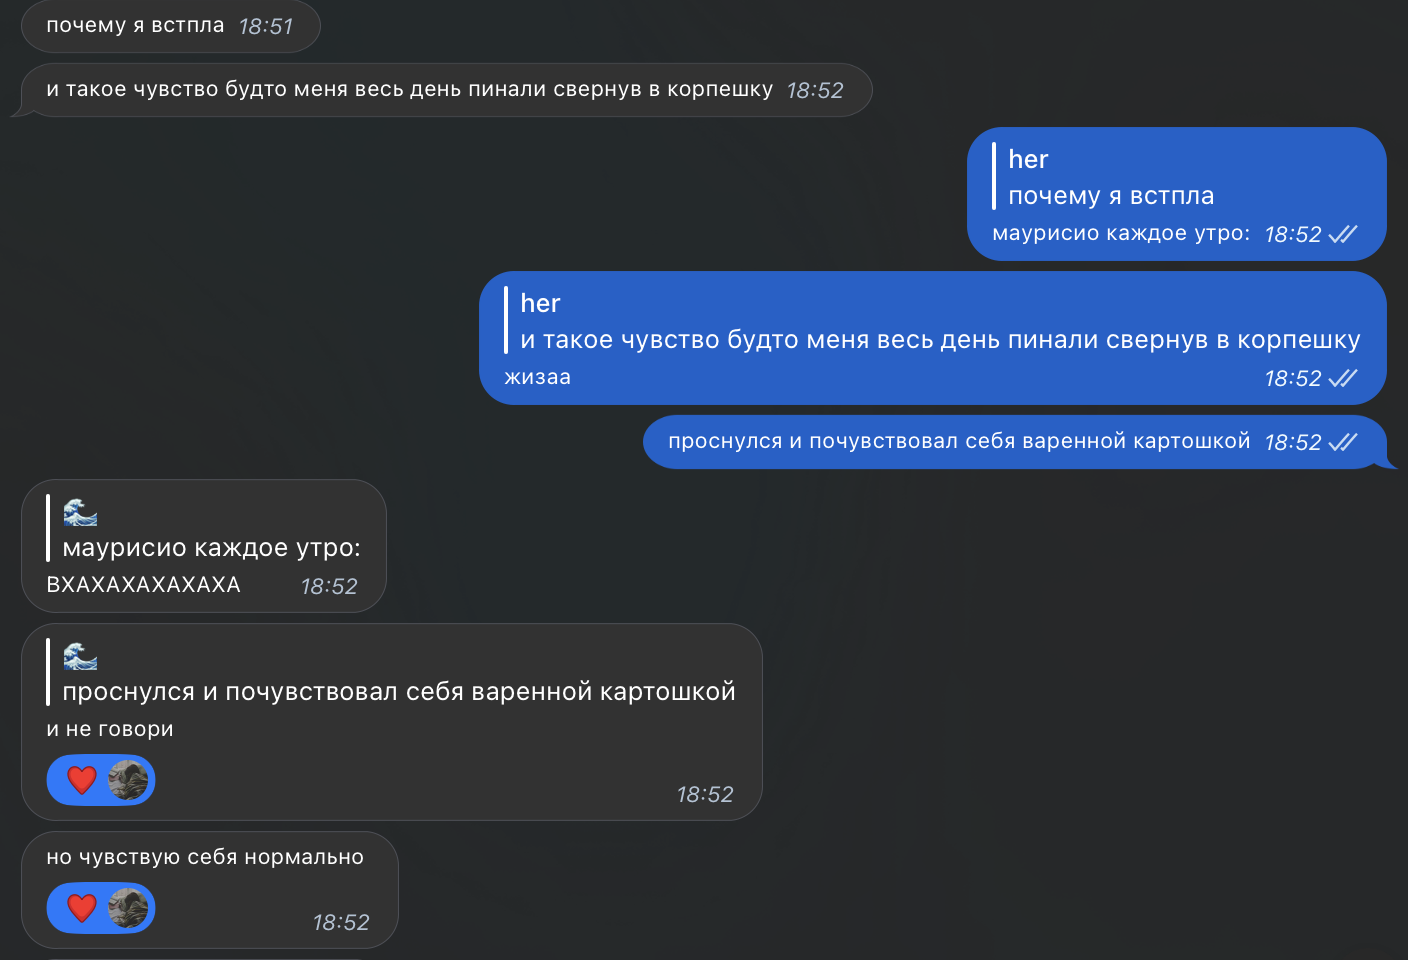 почему я встпла 18:51
и такое чувство будто меня весь день пинали свернув в корпешку 18:52
her
почему я встпла
маурисио каждое утро: 18:52
her
и такое чувство будто меня весь день пинали свернув в корпешку
жизаа 18:52
проснулся и почувствовал себя варенной картошкой 18:52
🌊
маурисио каждое утро:
ВХАХАХАХАХАХА 18:52
🌊
проснулся и почувствовал себя варенной картошкой
и не говори
❤️ 18:52
но чувствую себя нормально
❤️ 18:52